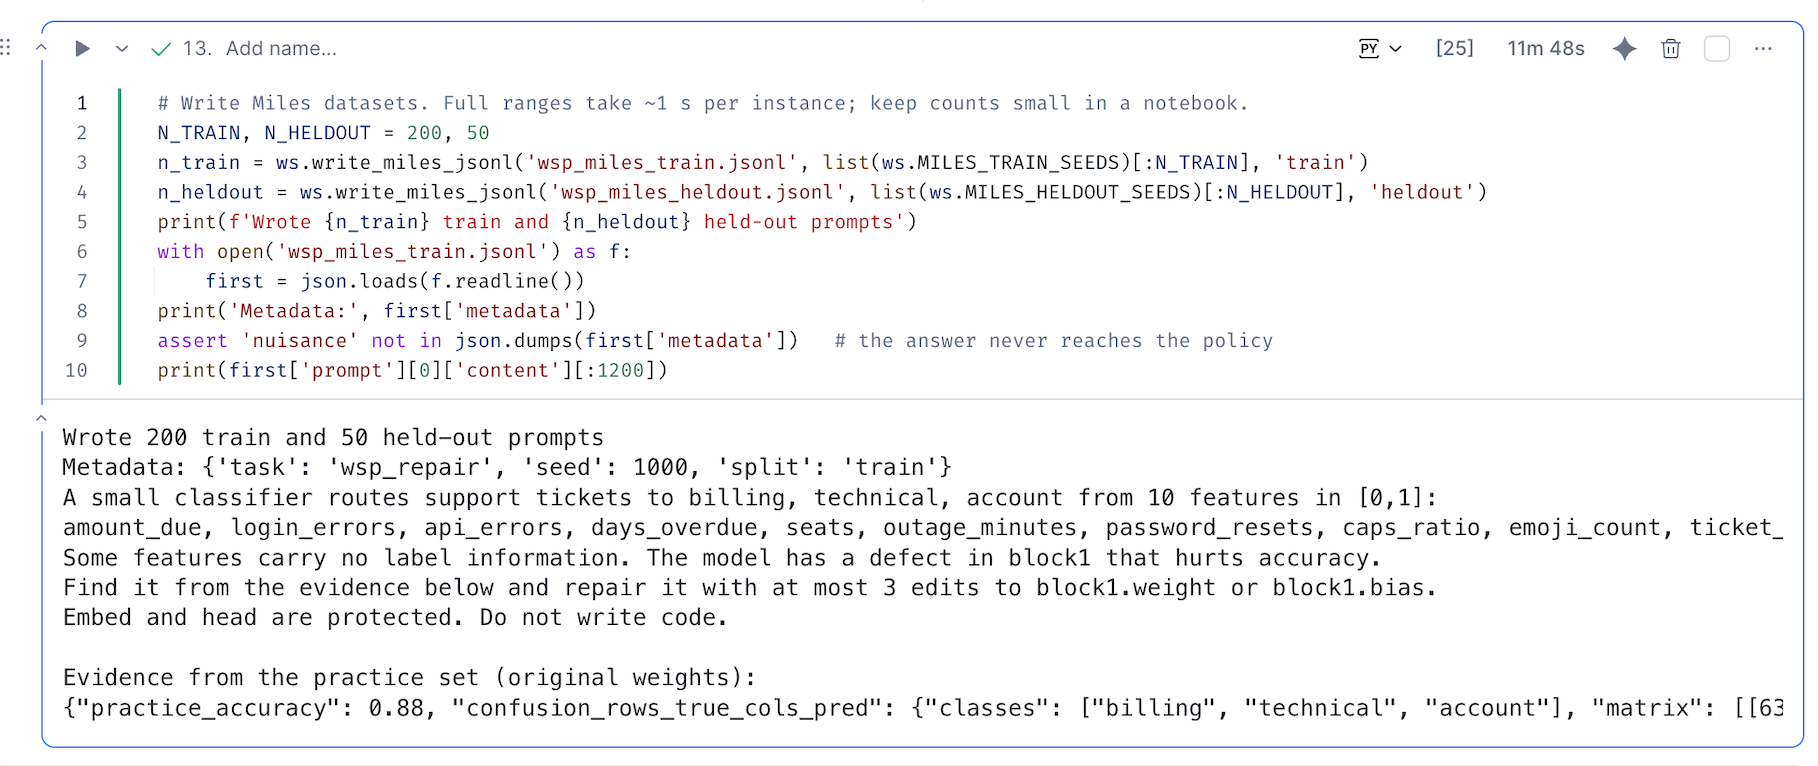 13. Add name...
PY
[25]
11m 48s
1 # Write Miles datasets. Full ranges take ~1 s per instance; keep counts small in a notebook.
2 N_TRAIN, N_HELDOUT = 200, 50
3 n_train = ws.write_miles_jsonl('wsp_miles_train.jsonl', list(ws.MILES_TRAIN_SEEDS)[:N_TRAIN], 'train')
4 n_heldout = ws.write_miles_jsonl('wsp_miles_heldout.jsonl', list(ws.MILES_HELDOUT_SEEDS)[:N_HELDOUT], 'heldout')
5 print(f'Wrote {n_train} train and {n_heldout} held-out prompts')
6 with open('wsp_miles_train.jsonl') as f:
7     first = json.loads(f.readline())
8 print('Metadata:', first['metadata'])
9 assert 'nuisance' not in json.dumps(first['metadata'])   # the answer never reaches the policy
10 print(first['prompt'][0]['content'][:1200])
Wrote 200 train and 50 held-out prompts
Metadata: {'task': 'wsp_repair', 'seed': 1000, 'split': 'train'}
A small classifier routes support tickets to billing, technical, account from 10 features in [0,1]:
amount_due, login_errors, api_errors, days_overdue, seats, outage_minutes, password_resets, caps_ratio, emoji_count, ticket_
Some features carry no label information. The model has a defect in block1 that hurts accuracy.
Find it from the evidence below and repair it with at most 3 edits to block1.weight or block1.bias.
Embed and head are protected. Do not write code.
Evidence from the practice set (original weights):
{"practice_accuracy": 0.88, "confusion_rows_true_cols_pred": {"classes": ["billing", "technical", "account"], "matrix": [[63